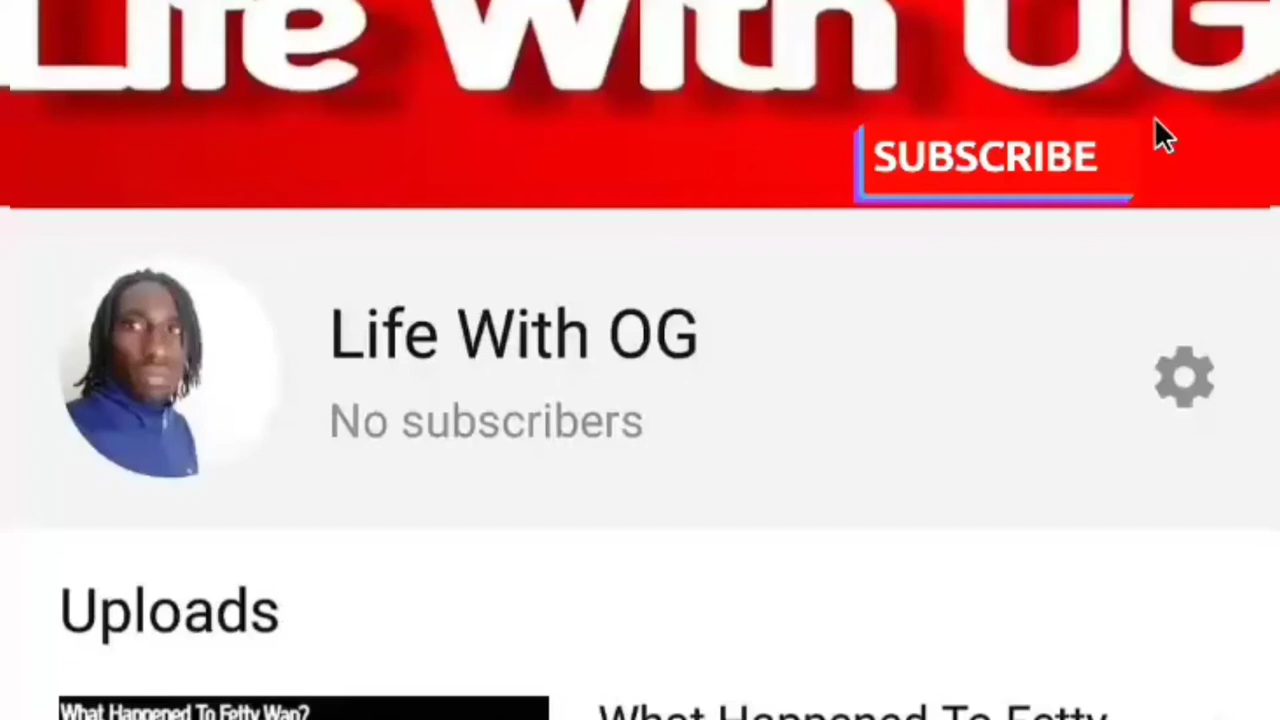 Life With OG
SUBSCRIBE
Life With OG
No subscribers
Uploads
What Happened To Fetty Wap?
What Happened To Fetty